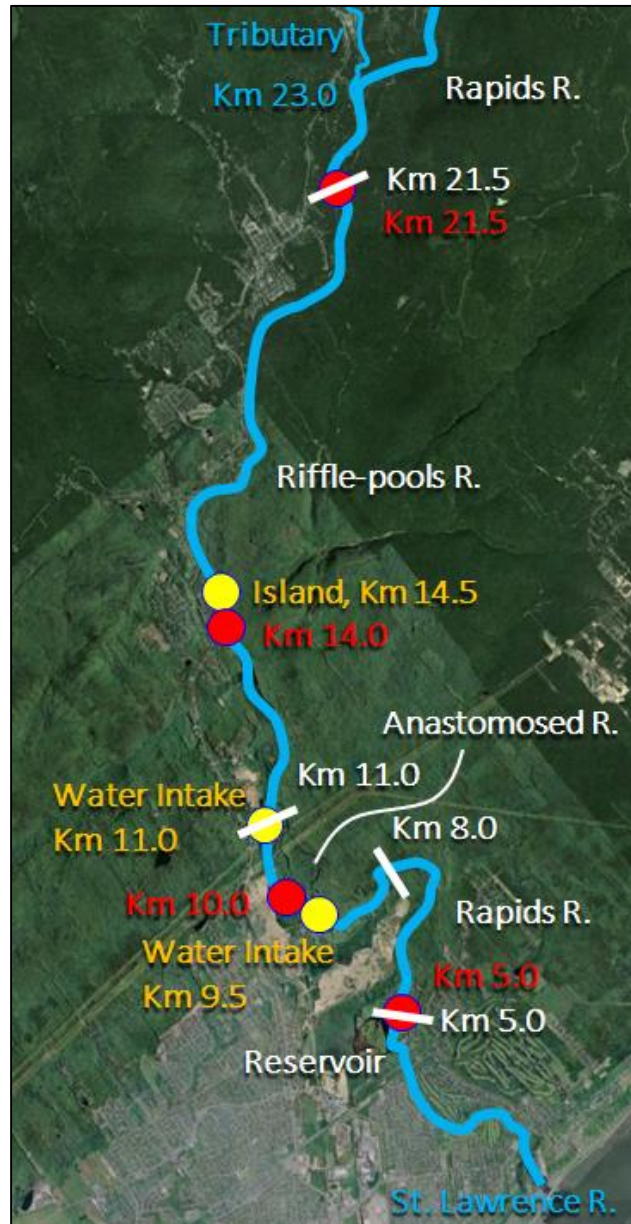 Tributary
Km 23.0
Rapids R.
Km 21.5
Km 21.5
Riffle-pools R.
Island, Km 14.5
Km 14.0
Anastomosed R.
Km 11.0
Water Intake
Km 11.0
Km 8.0
Km 10.0
Rapids R.
Water Intake
Km 9.5
Km 5.0
Km 5.0
Reservoir
St. Lawrence R.